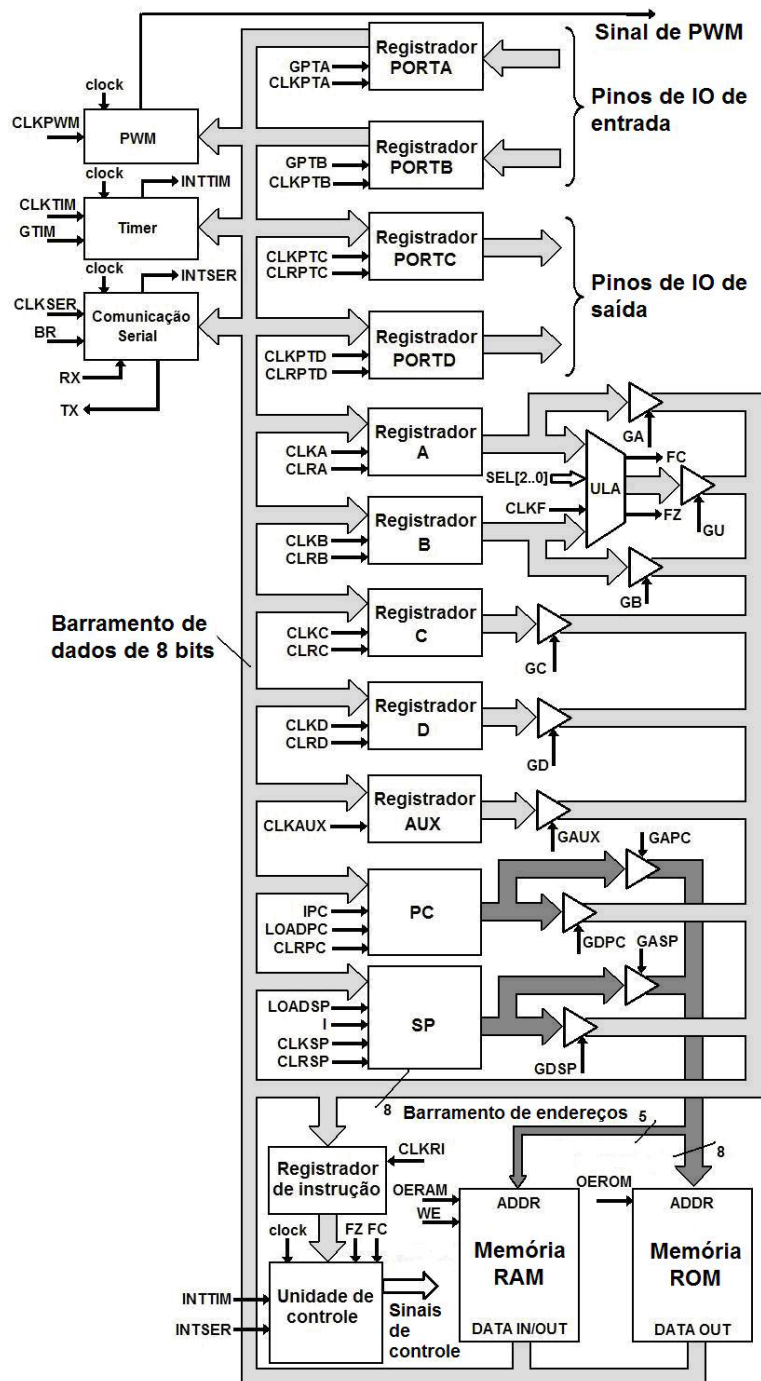 Sinal de PWM
clock
CLKPWM
PWM
GPTA
CLKPTA
Registrador
PORTA
GPTB
CLKPTB
Registrador
PORTB
Pinos de IO de
entrada
clock
INTTIM
CLKTIM
GTIM
Timer
CLKPTC
CLRPTC
Registrador
PORTC
clock
INTSER
CLKSER
BR
Comunicação
Serial
RX
TX
CLKPTD
CLRPTD
Registrador
PORTD
Pinos de IO de
saída
CLKA
CLRA
Registrador
A
GA
SEL[2..0]
CLKF
ULA
FC
FZ
GU
CLKB
CLRB
Registrador
B
GB
Barramento de
dados de 8 bits
CLKC
CLRC
Registrador
C
GC
CLKD
CLRD
Registrador
D
GD
CLKAUX
Registrador
AUX
GAUX
GAPC
IPC
LOADPC
CLRPC
PC
GDPC
GASP
LOADSP
I
CLKSP
CLRSP
SP
GDSP
8
Barramento de endereços
5
8
CLKRI
Registrador
de instrução
OERAM
WE
ADDR
Memória
RAM
DATA IN/OUT
OEROM
ADDR
Memória
ROM
DATA OUT
clock
FZ FC
INTTIM
INTSER
Unidade de
controle
Sinais
de
controle